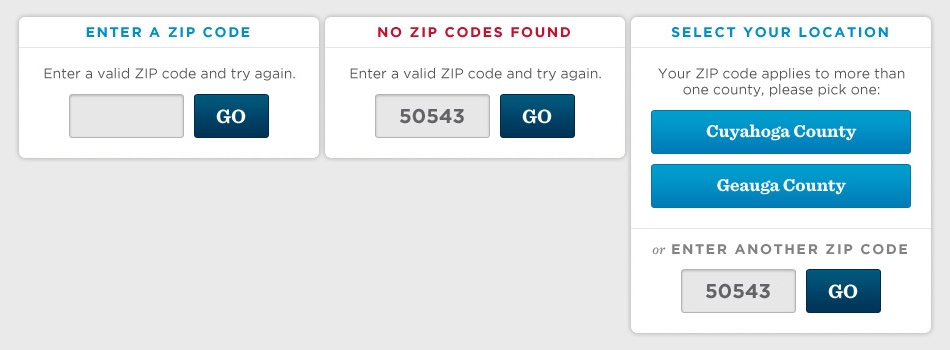 ENTER A ZIP CODE
Enter a valid ZIP code and try again.
GO
NO ZIP CODES FOUND
Enter a valid ZIP code and try again.
50543
GO
SELECT YOUR LOCATION
Your ZIP code applies to more than
one county, please pick one:
Cuyahoga County
Geauga County
or ENTER ANOTHER ZIP CODE
50543
GO